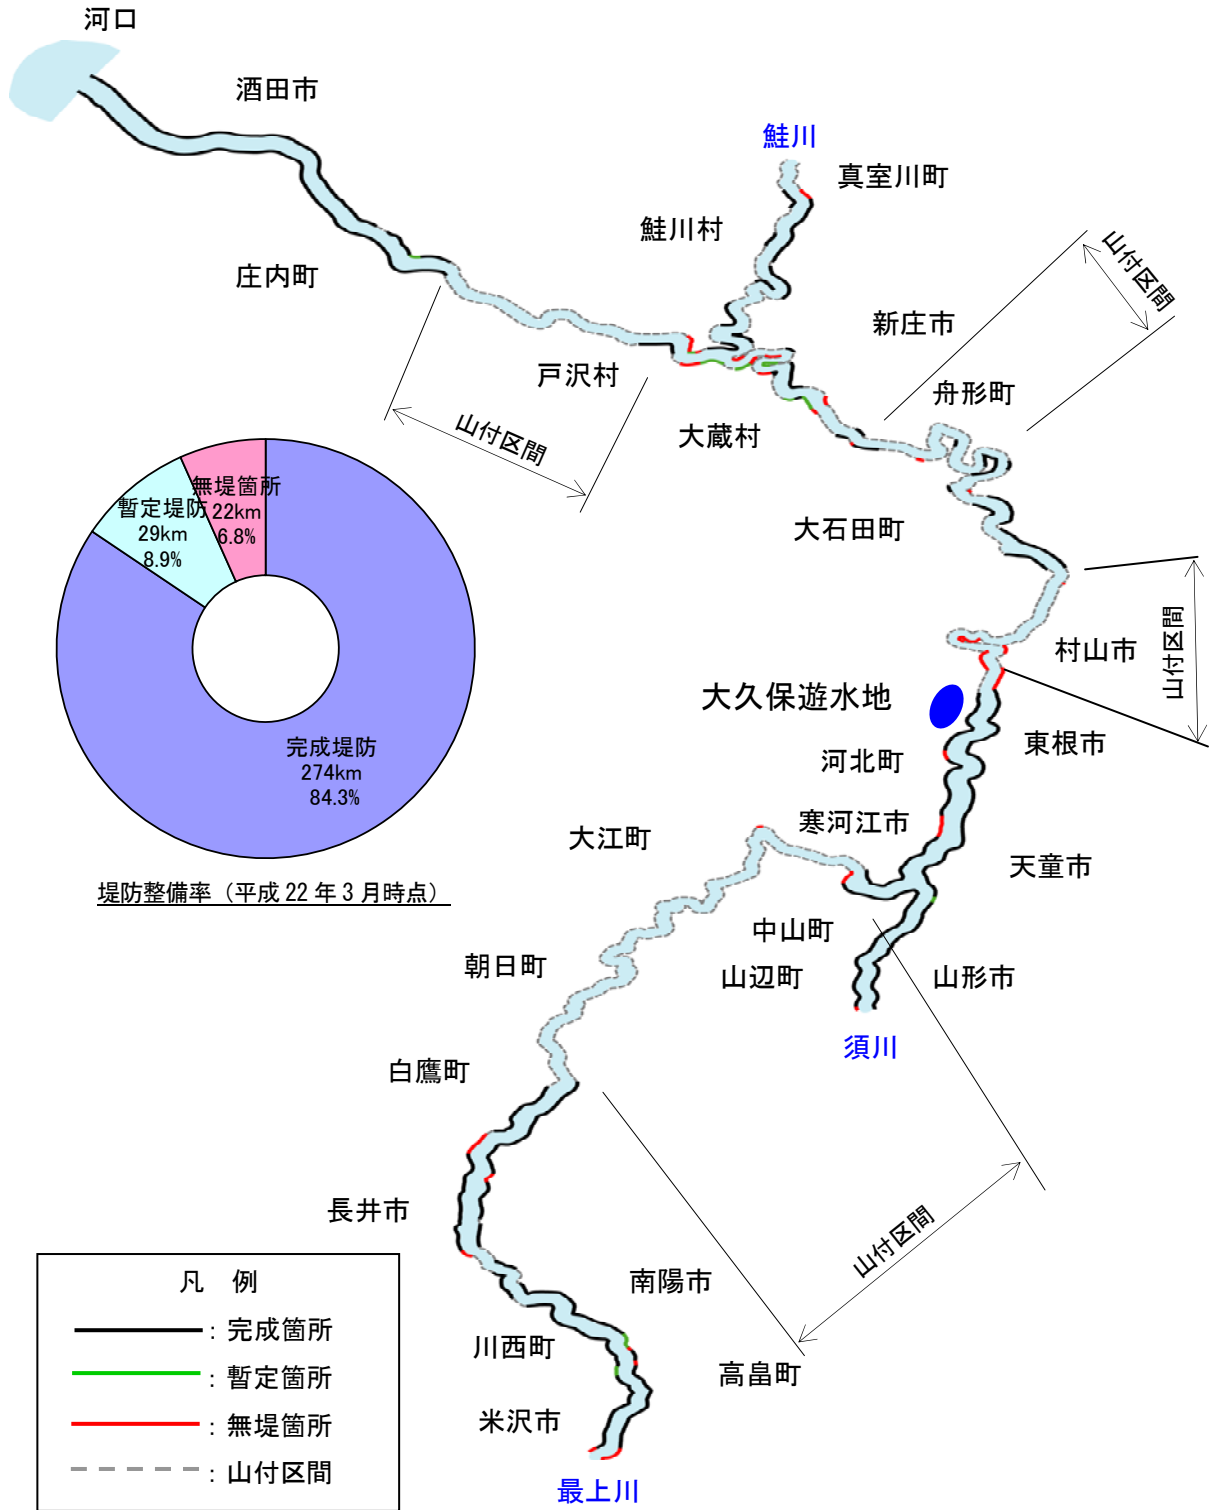 河口
酒田市
鮭川
真室川町
鮭川村
庄内町
山付区間
新庄市
戸沢村
舟形町
大蔵村
山付区間
無堤箇所
22km
6.8%
暫定堤防
29km
8.9%
大石田町
山付区間
村山市
大久保遊水地
東根市
河北町
完成堤防
274km
84.3%
寒河江市
大江町
天童市
堤防整備率(平成 22 年 3 月時点)
中山町
朝日町
山辺町
山形市
須川
白鷹町
長井市
山付区間
南陽市
川西町
高畠町
米沢市
最上川
凡 例
: 完成箇所
: 暫定箇所
: 無堤箇所
: 山付区間